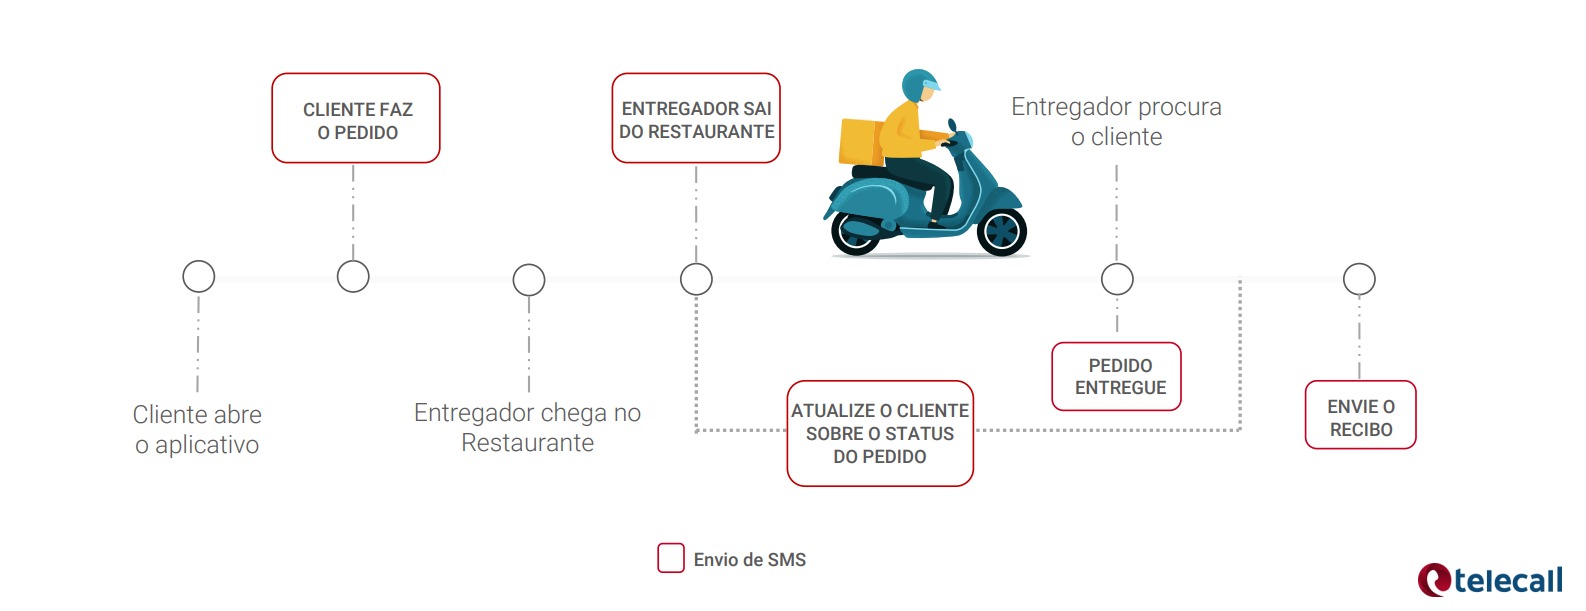 CLIENTE FAZ
O PEDIDO
ENTREGADOR SAI
DO RESTAURANTE
Entregador procura
o cliente
Cliente abre
o aplicativo
Entregador chega no
Restaurante
ATUALIZE O CLIENTE
SOBRE O STATUS
DO PEDIDO
PEDIDO
ENTREGUE
ENVIE O
RECIBO
Envio de SMS
telecall